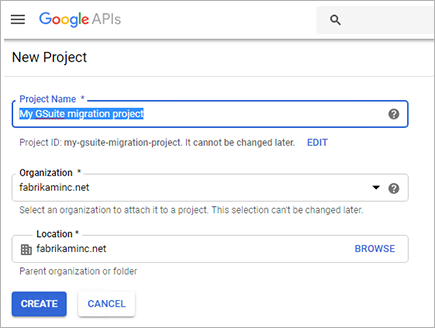 Google APIs
New Project
Project Name *
My GSuite migration project
Project ID: my-gsuite-migration-project. It cannot be changed later. EDIT
Organization *
fabrikaminc.net
Select an organization to attach it to a project. This selection can't be changed later.
Location *
fabrikaminc.net BROWSE
Parent organization or folder
CREATE CANCEL